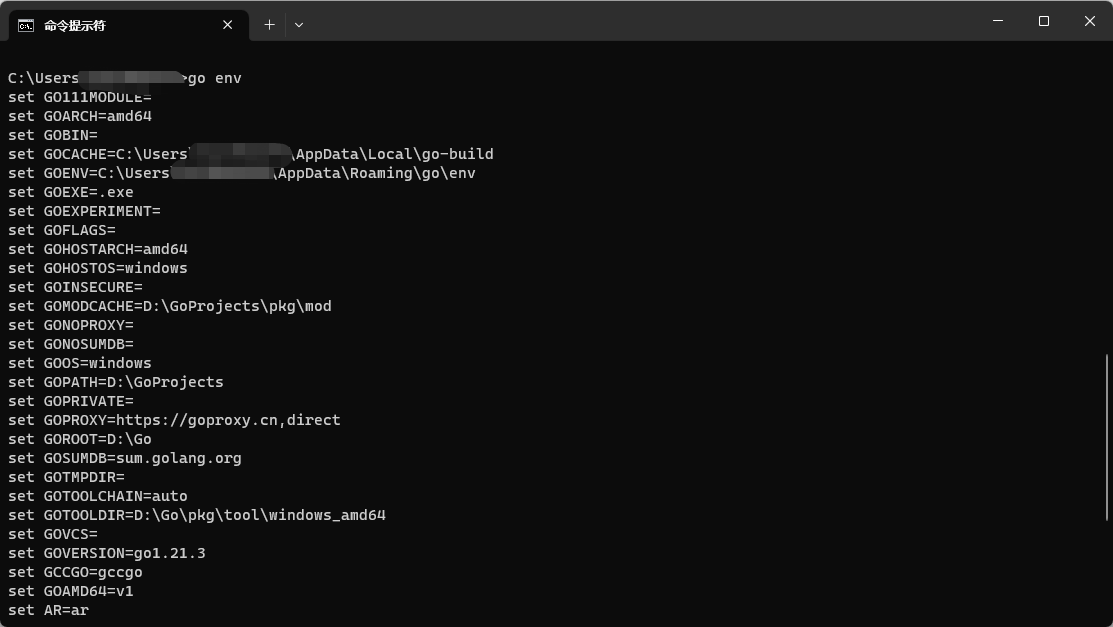 命令提示符
C:\Users >go env
set GO111MODULE=
set GOARCH=amd64
set GOBIN=
set GOCACHE=C:\Users \AppData\Local\go-build
set GOENV=C:\Users \AppData\Roaming\go\env
set GOEXE=.exe
set GOEXPERIMENT=
set GOFLAGS=
set GOHOSTARCH=amd64
set GOHOSTOS=windows
set GOINSECURE=
set GOMODCACHE=D:\GoProjects\pkg\mod
set GONOPROXY=
set GONOSUMDB=
set GOOS=windows
set GOPATH=D:\GoProjects
set GOPRIVATE=
set GOPROXY=https://goproxy.cn,direct
set GOROOT=D:\Go
set GOSUMDB=sum.golang.org
set GOTMPDIR=
set GOTOOLCHAIN=auto
set GOTOOLDIR=D:\Go\pkg\tool\windows_amd64
set GOVCS=
set GOVERSION=go1.21.3
set GCCGO=gccgo
set GOAMD64=v1
set AR=ar